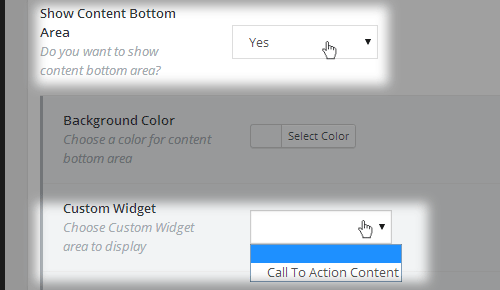 Show Content Bottom
Area
Do you want to show
content bottom area?
Yes
Background Color
Choose a color for content
bottom area
Select Color
Custom Widget
Choose Custom Widget
area to display
Call To Action Content